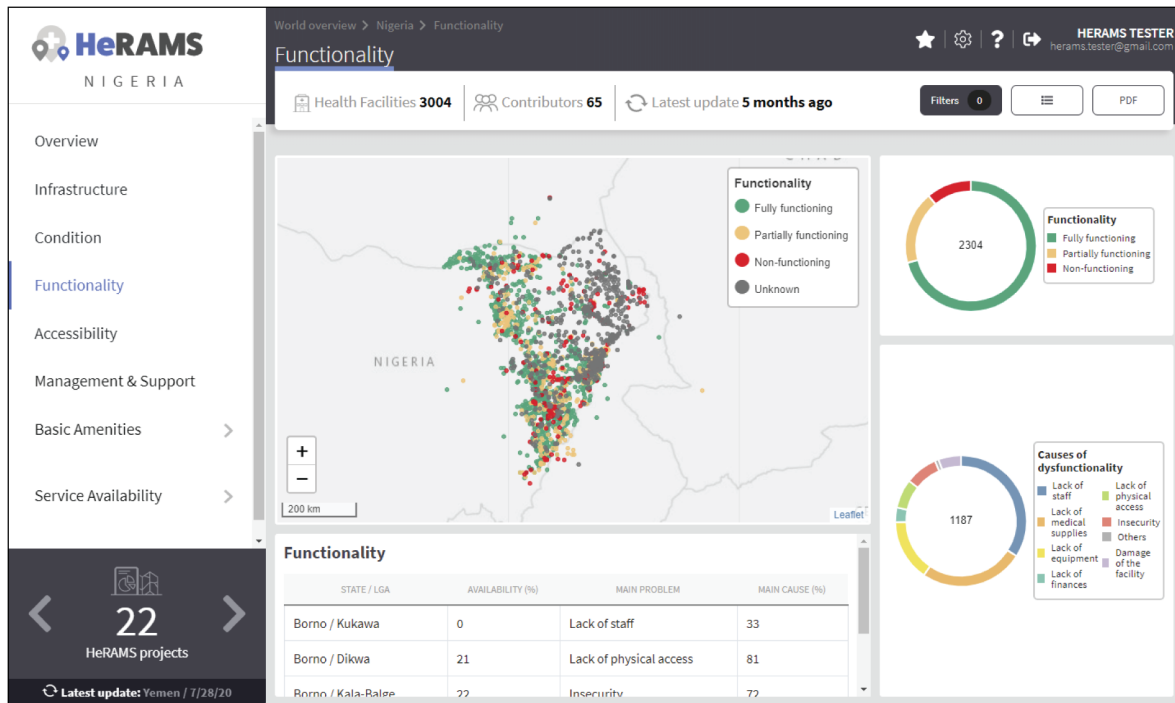 HeRAMS
NIGERIA
Overview
Infrastructure
Condition
Functionality
Accessibility
Management & Support
Basic Amenities
Service Availability
22
HeRAMS projects
Latest update: Yemen / 7/28/20
World overview > Nigeria > Functionality
Functionality
?
HERAMS TESTER
herams.tester@gmail.com
Health Facilities 3004
Contributors 65
Latest update 5 months ago
Filters 0
PDF
NIGERIA
Functionality
Fully functioning
Partially functioning
Non-functioning
Unknown
+
−
200 km
Leaflet
2304
Functionality
Fully functioning
Partially functioning
Non-functioning
1187
Causes of
dysfunctionality
Lack of
staff
Lack of
medical
supplies
Lack of
equipment
Lack of
finances
Lack of
physical
access
Insecurity
Others
Damage
of the
facility
Functionality
STATE / LGA AVAILABILITY (%) MAIN PROBLEM MAIN CAUSE (%)
Borno / Kukawa 0 Lack of staff 33
Borno / Dikwa 21 Lack of physical access 81
Borno / Kala-Balge 22 Insecurity 72